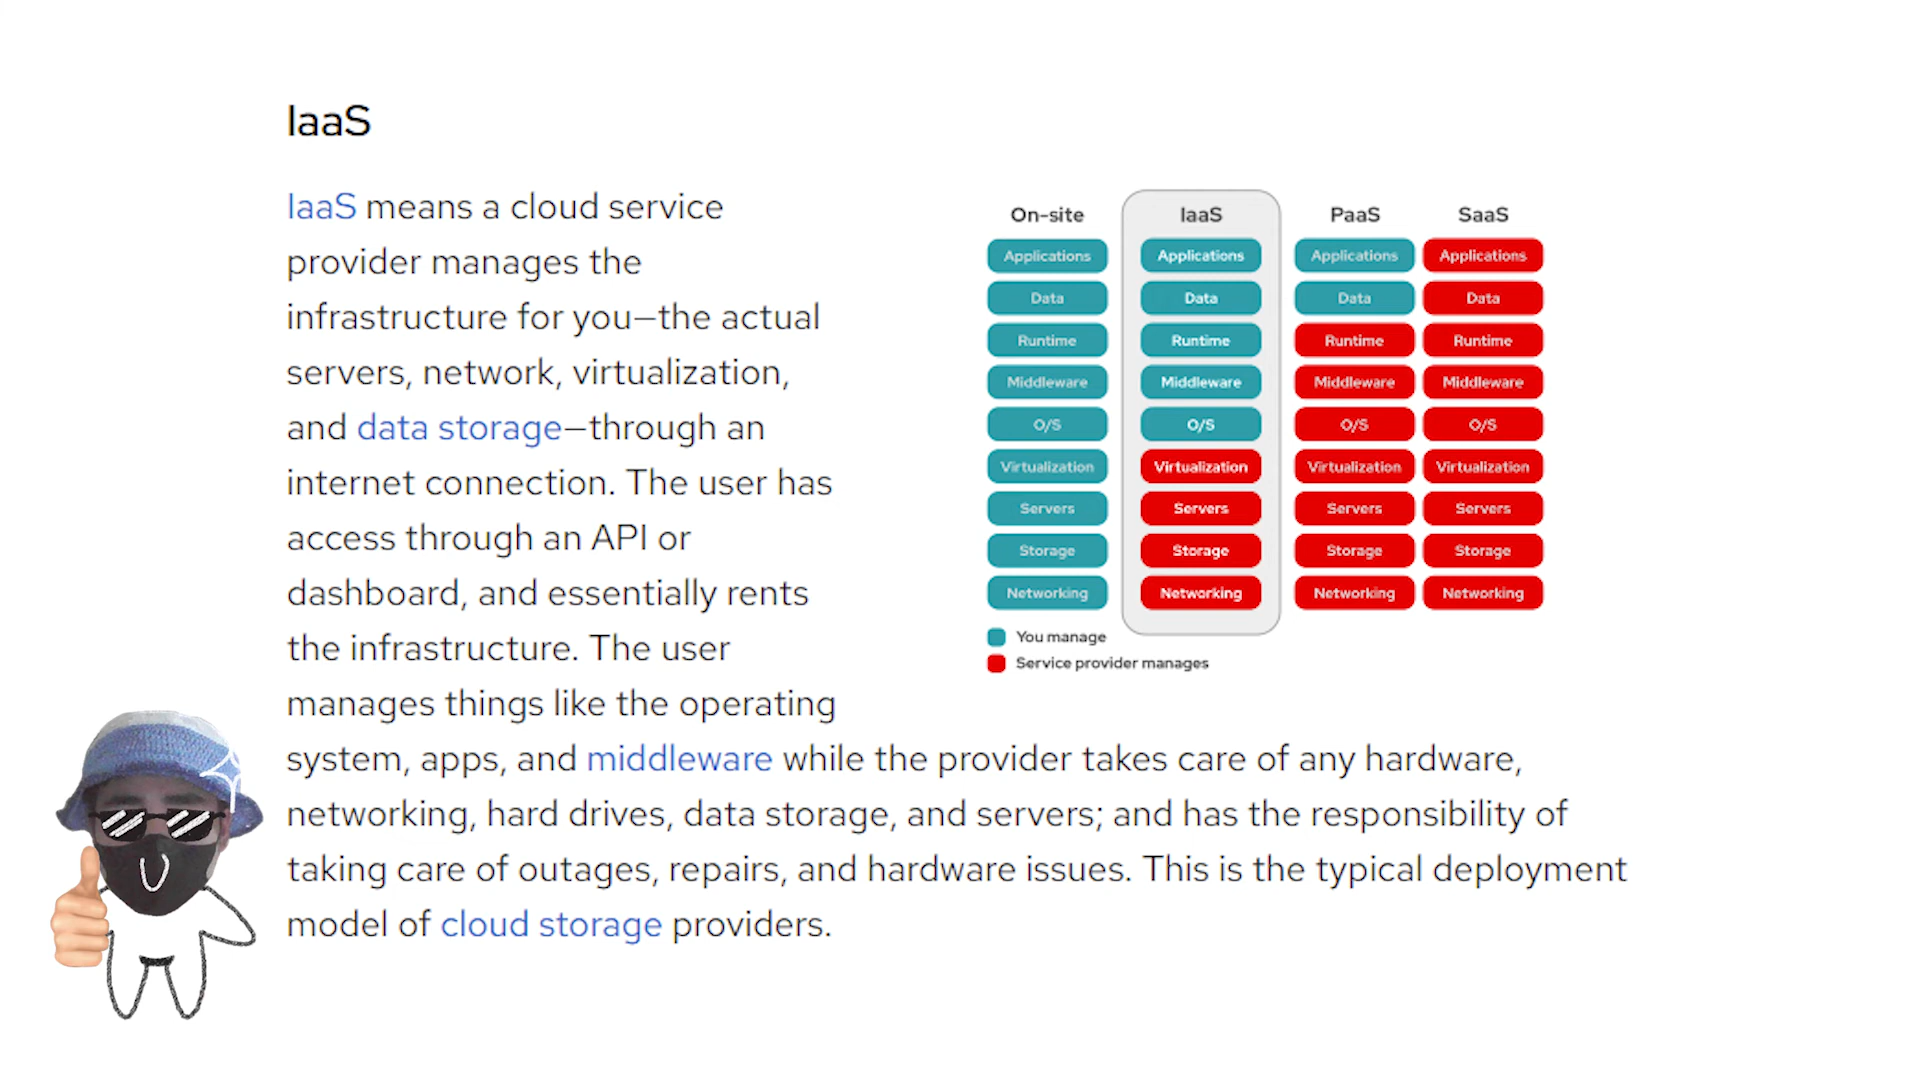 IaaS
IaaS means a cloud service
provider manages the
infrastructure for you—the actual
servers, network, virtualization,
and data storage—through an
internet connection. The user has
access through an API or
dashboard, and essentially rents
the infrastructure. The user
manages things like the operating
system, apps, and middleware while the provider takes care of any hardware,
networking, hard drives, data storage, and servers; and has the responsibility of
taking care of outages, repairs, and hardware issues. This is the typical deployment
model of cloud storage providers.
On-site IaaS PaaS SaaS
Applications Applications Applications Applications
Data Data Data Data
Runtime Runtime Runtime Runtime
Middleware Middleware Middleware Middleware
O/S O/S O/S O/S
Virtualization Virtualization Virtualization Virtualization
Servers Servers Servers Servers
Storage Storage Storage Storage
Networking Networking Networking Networking
You manage
Service provider manages